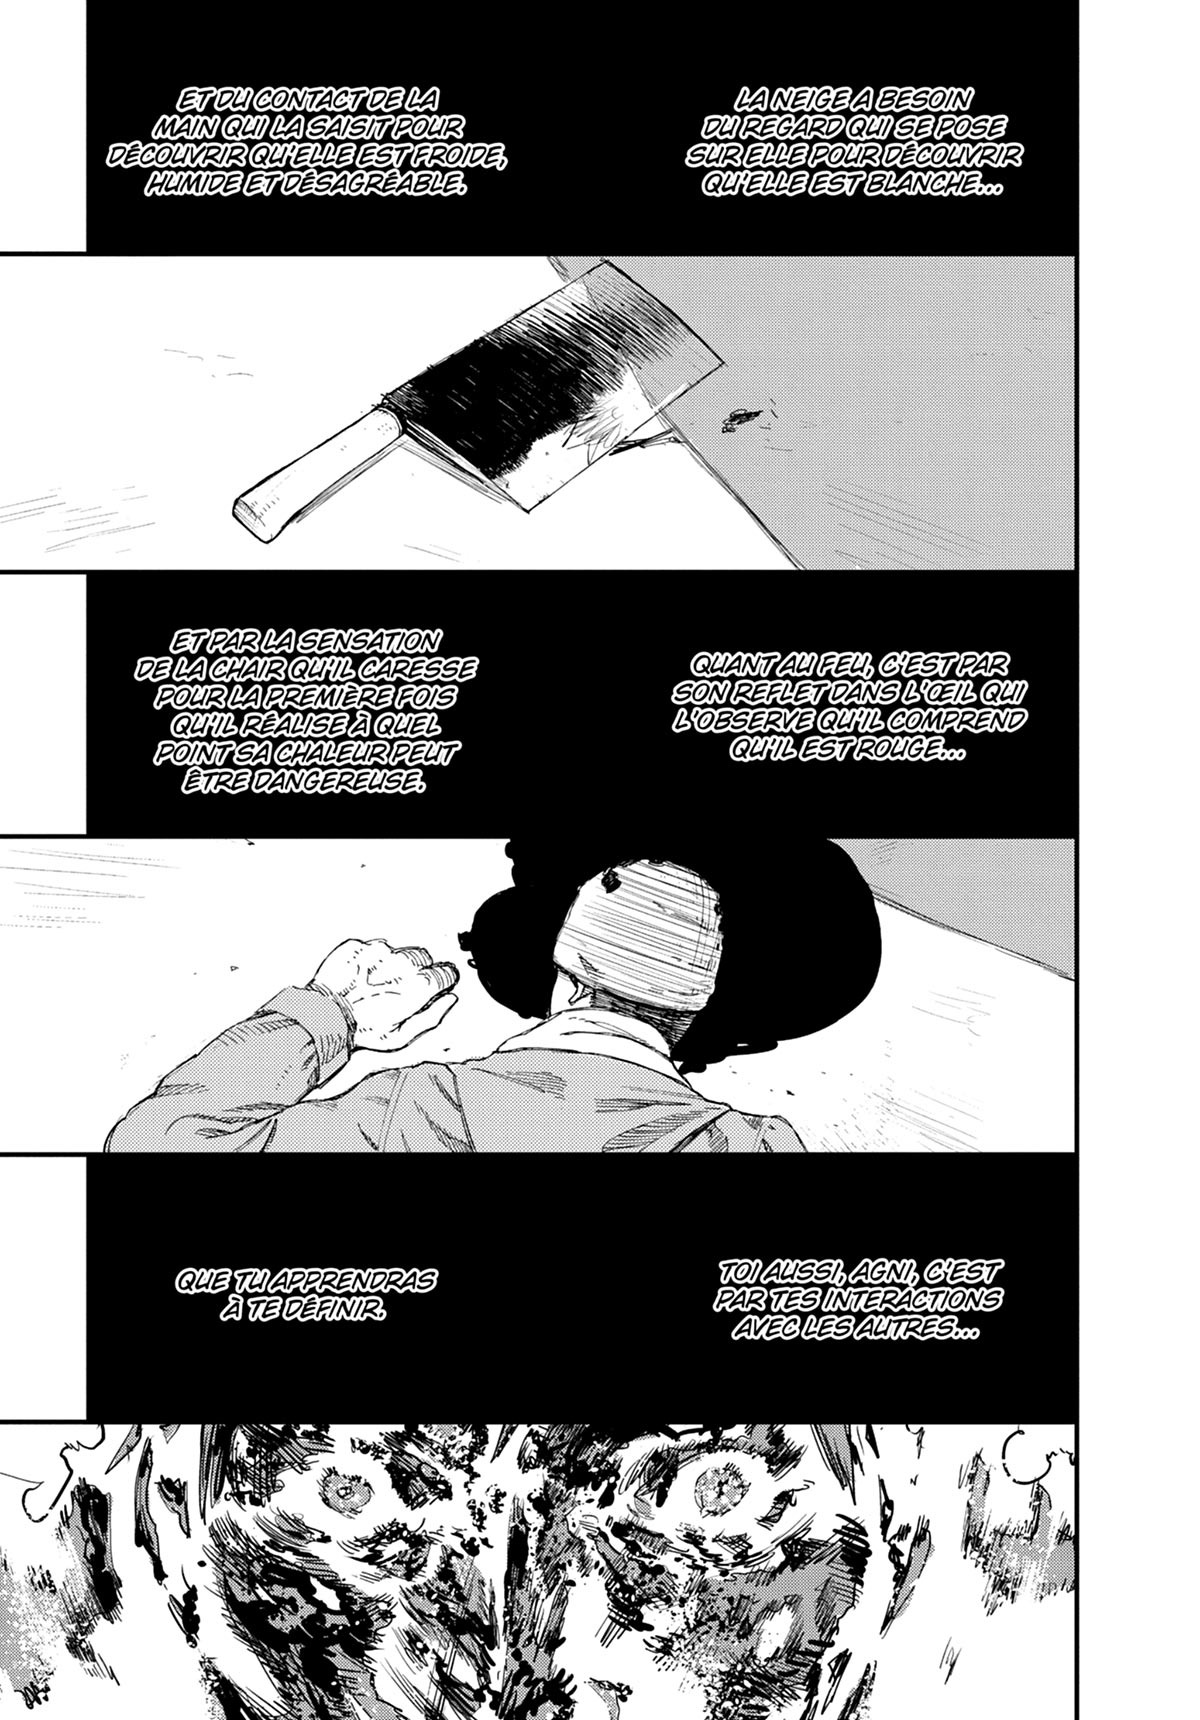 LA NEIGE A BESOIN
DU REGARD QUI SE POSE
SUR ELLE POUR DÉCOUVRIR
QU'ELLE EST BLANCHE...
ET DU CONTACT DE LA
MAIN QUI LA SAISIT POUR
DÉCOUVRIR QU'ELLE EST FROIDE,
HUMIDE ET DÉSAGRÉABLE.
QUANT AU FEU, C'EST PAR
SON REFLET DANS L'ŒIL QUI
L'OBSERVE QU'IL COMPREND
QU'IL EST ROUGE...
ET PAR LA SENSATION
DE LA CHAIR QU'IL CARESSE
POUR LA PREMIÈRE FOIS
QU'IL RÉALISE À QUEL
POINT SA CHALEUR PEUT
ÊTRE DANGEREUSE.
TOI AUSSI, AGNI, C'EST
PAR TES INTERACTIONS
AVEC LES AUTRES...
QUE TU APPRENDRAS
À TE DÉFINIR.